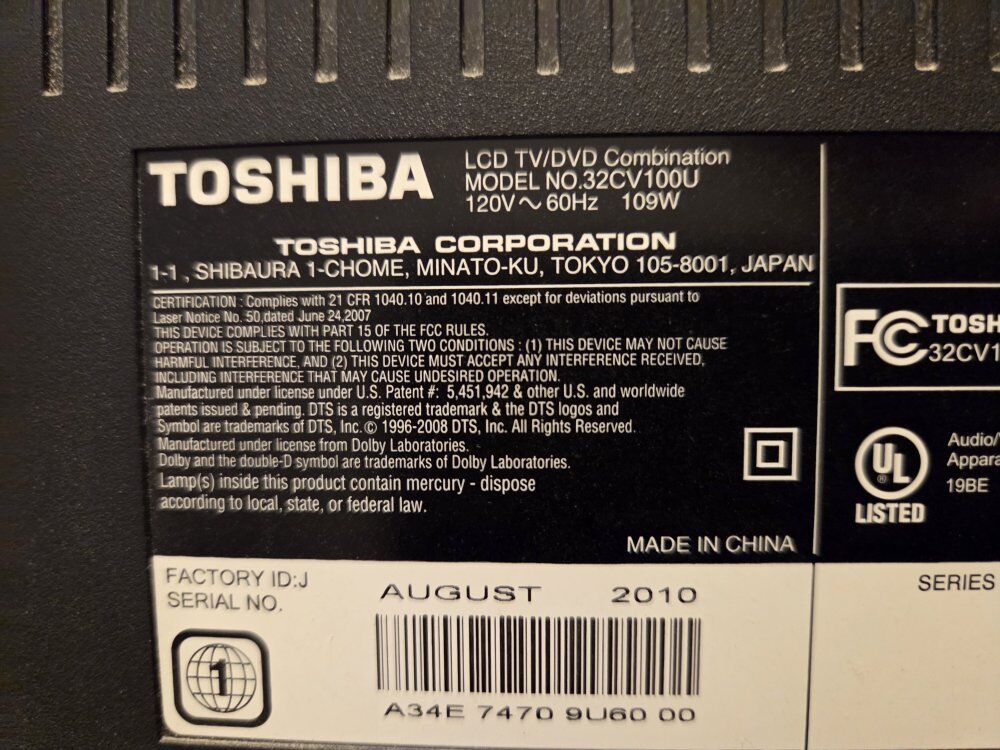 TOSHIBA
LCD TV/DVD Combination
MODEL NO.32CV100U
120V～ 60Hz 109W
TOSHIBA CORPORATION
1-1 , SHIBAURA 1-CHOME, MINATO-KU, TOKYO 105-8001, JAPAN
CERTIFICATION : Complies with 21 CFR 1040.10 and 1040.11 except for deviations pursuant to
Laser Notice No. 50,dated June 24,2007
THIS DEVICE COMPLIES WITH PART 15 OF THE FCC RULES.
OPERATION IS SUBJECT TO THE FOLLOWING TWO CONDITIONS : (1) THIS DEVICE MAY NOT CAUSE
HARMFUL INTERFERENCE, AND (2) THIS DEVICE MUST ACCEPT ANY INTERFERENCE RECEIVED,
INCLUDING INTERFERENCE THAT MAY CAUSE UNDESIRED OPERATION.
Manufactured under license under U.S. Patent #: 5,451,942 & other U.S. and worldwide
patents issued & pending. DTS is a registered trademark & the DTS logos and
Symbol are trademarks of DTS, Inc. © 1996-2008 DTS, Inc. All Rights Reserved.
Manufactured under license from Dolby Laboratories.
Dolby and the double-D symbol are trademarks of Dolby Laboratories.
Lamp(s) inside this product contain mercury - dispose
according to local, state, or federal law.
MADE IN CHINA
FC TOSH
32CV1
UL ®
LISTED
Audio/
Appara
19BE
FACTORY ID:J
SERIAL NO.
AUGUST 2010
1
A34E 7470 9U60 00
SERIES